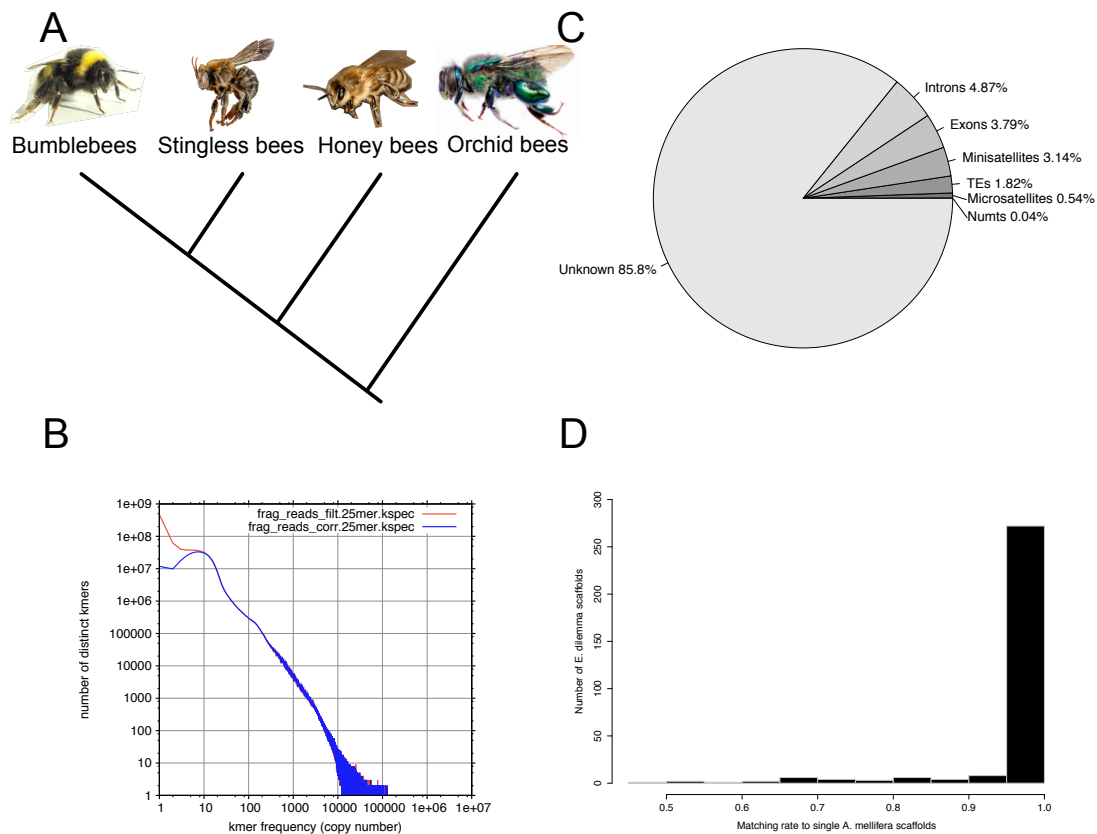 A
Bumblebees
Stingless bees
Honey bees
Orchid bees
B
number of distinct kmers
1e+09
1e+08
1e+07
1e+06
100000
10000
1000
100
10
1
frag_reads_filt.25mer.kspec
frag_reads_corr.25mer.kspec
1
10
100
1000
10000
100000
1e+06
1e+07
kmer frequency (copy number)
C
Introns 4.87%
Exons 3.79%
Minisatellites 3.14%
TEs 1.82%
Microsatellites 0.54%
Numts 0.04%
Unknown 85.8%
D
Number of E. dilemma scaffolds
300
250
200
150
100
50
0
0.5
0.6
0.7
0.8
0.9
1.0
Matching rate to single A. mellifera scaffolds